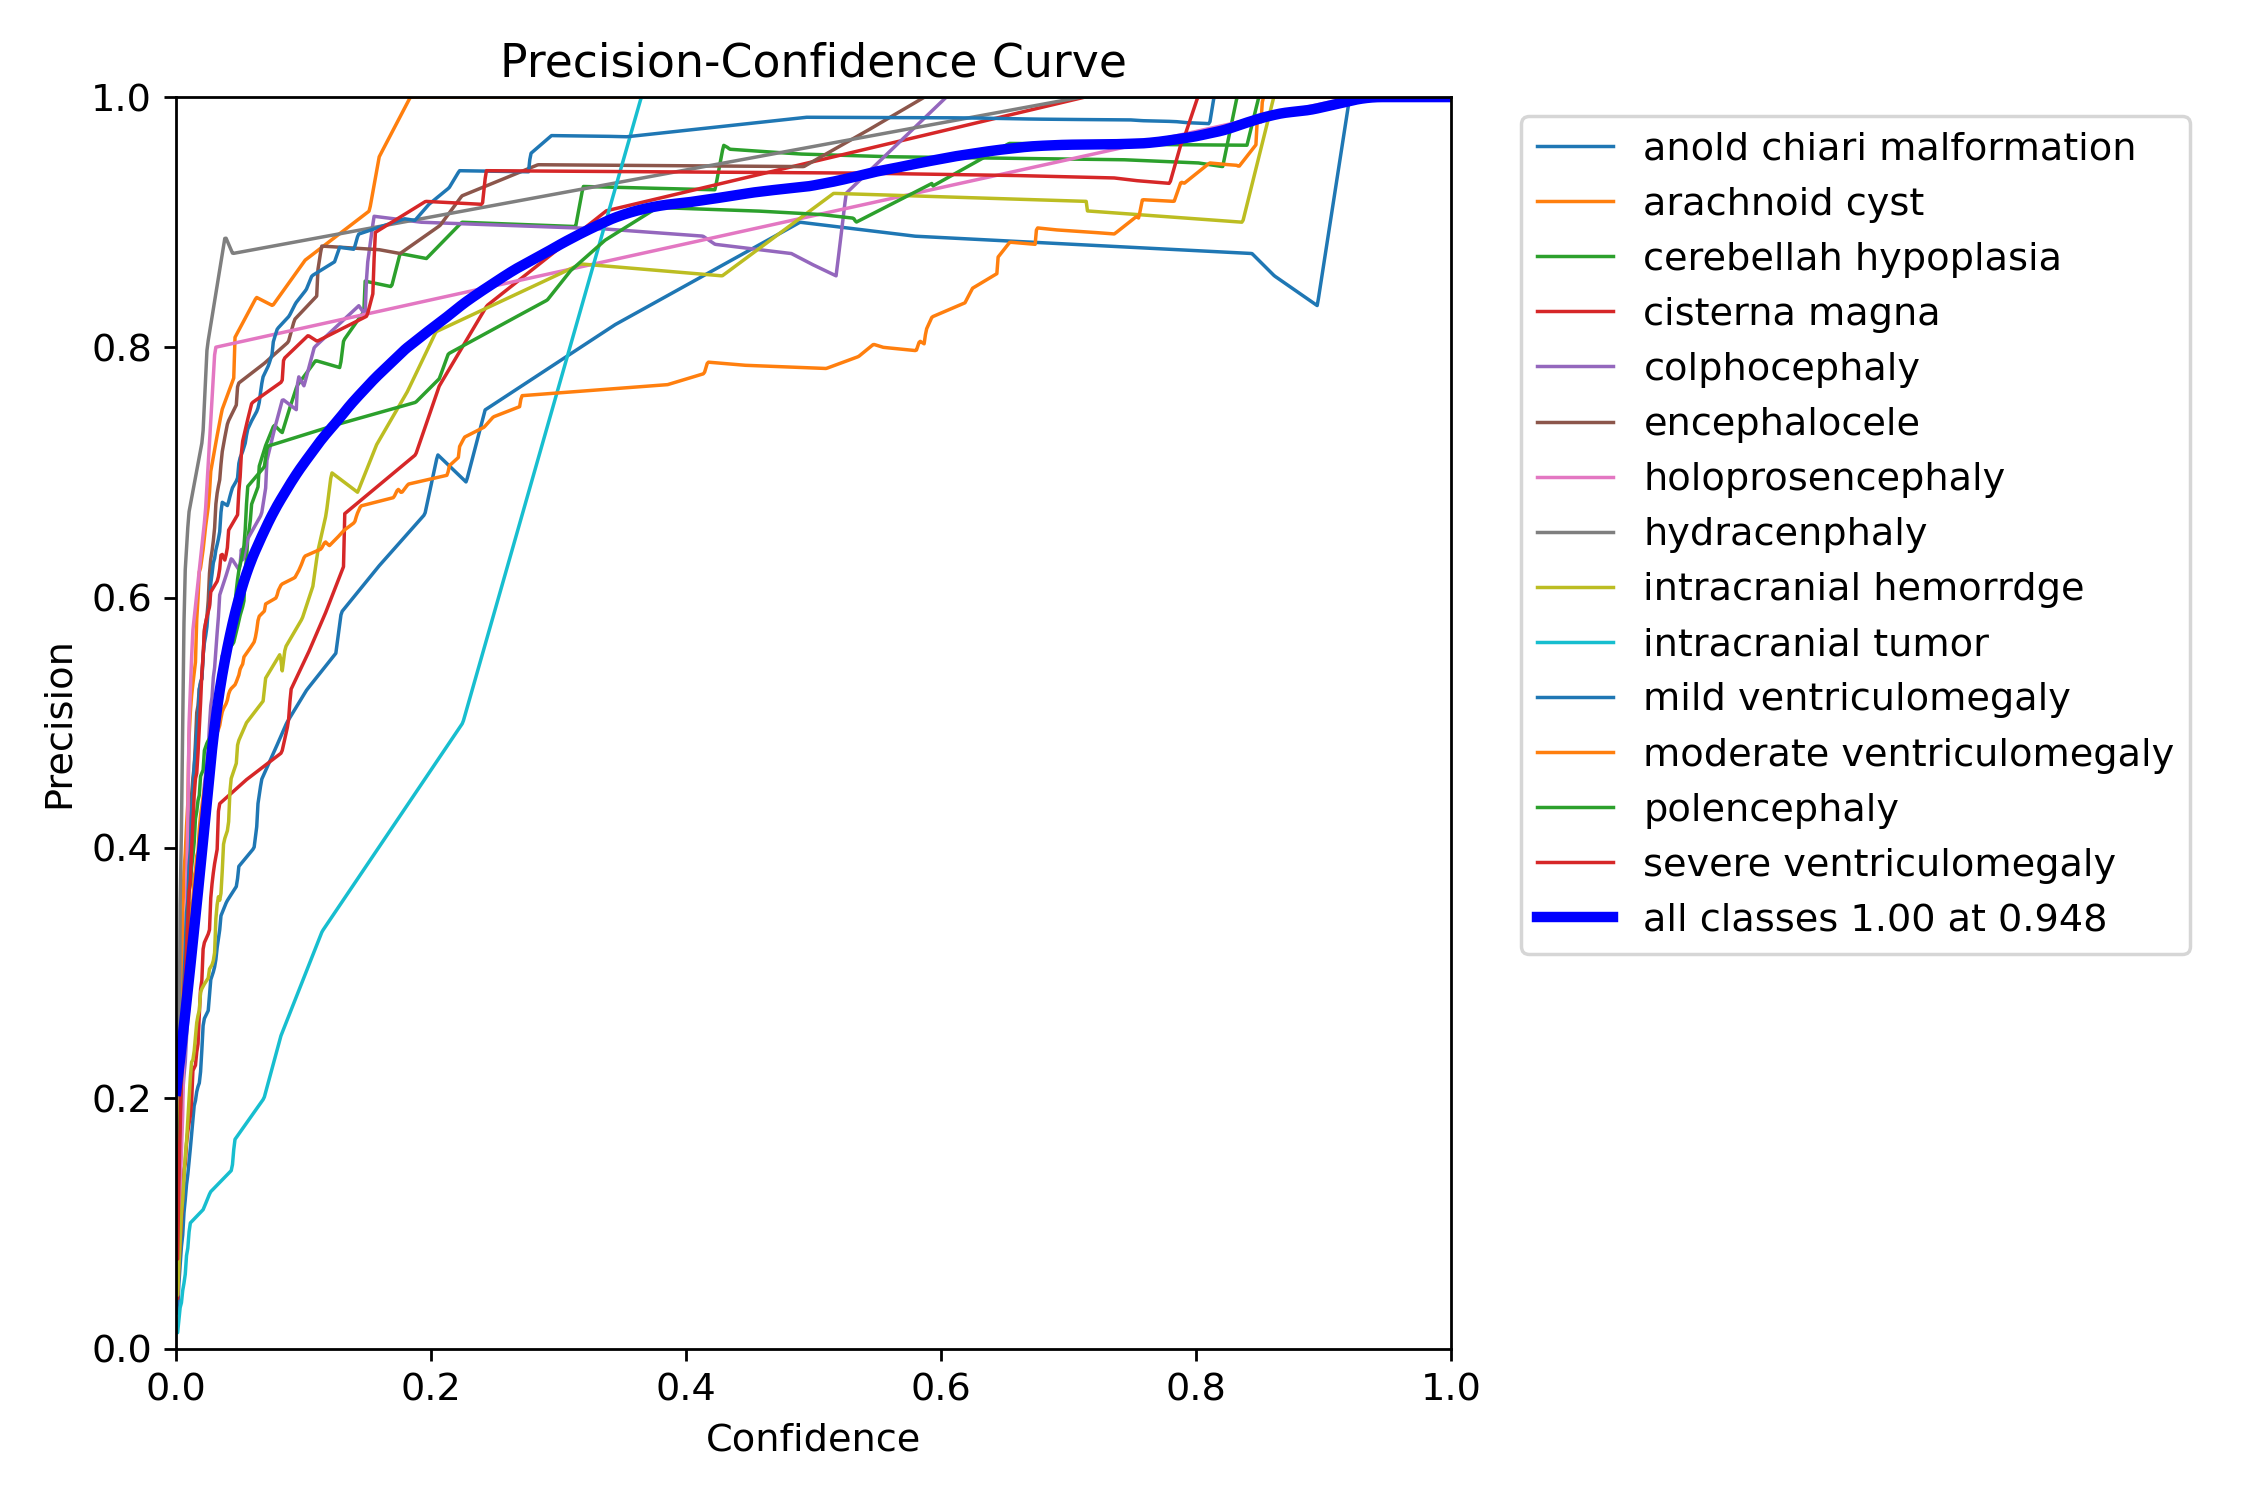 Precision-Confidence Curve
1.0
0.8
0.6
0.4
0.2
0.0
Precision
0.0 0.2 0.4 0.6 0.8 1.0
Confidence
anold chiari malformation
arachnoid cyst
cerebellah hypoplasia
cisterna magna
colphocephaly
encephalocele
holoprosencephaly
hydracenphaly
intracranial hemorrdge
intracranial tumor
mild ventriculomegaly
moderate ventriculomegaly
polencephaly
severe ventriculomegaly
all classes 1.00 at 0.948